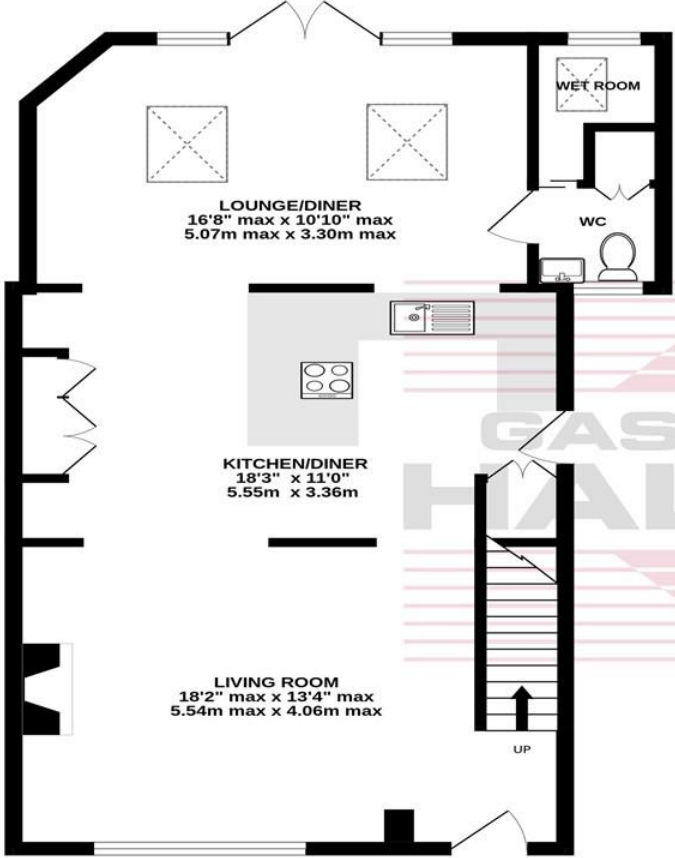 WET ROOM
LOUNGE/DINER
16'8" max x 10'10" max
5.07m max x 3.30m max
WC
KITCHEN/DINER
18'3" x 11'0"
5.55m x 3.36m
LIVING ROOM
18'2" max x 13'4" max
5.54m max x 4.06m max
UP